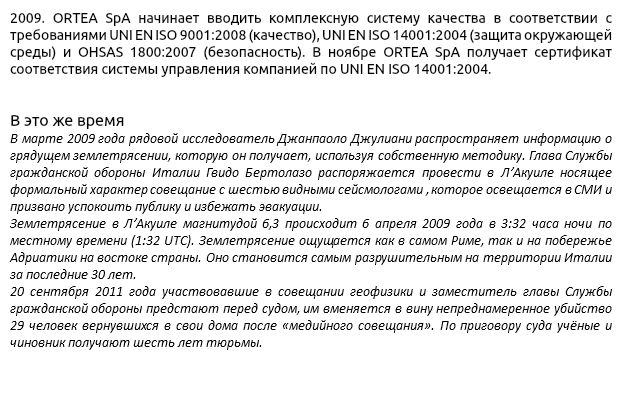 2009. ORTEA SpA начинает вводить комплексную систему качества в соответствии с
требованиями UNI EN ISO 9001:2008 (качество), UNI EN ISO 14001:2004 (защита окружающей
среды) и OHSAS 1800:2007 (безопасность). В ноябре ORTEA SpA получает сертификат
соответствия системы управления компанией по UNI EN ISO 14001:2004.
В это же время
В марте 2009 года рядовой исследователь Джанпаоло Джулиани распространяет информацию о
грядущем землетрясении, которую он получает, используя собственную методику. Глава Службы
гражданской обороны Италии Гвидо Бертолазо распоряжается провести в Л’Акуиле носящее
формальный характер совещание с шестью видными сейсмологами , которое освещается в СМИ и
призвано успокоить публику и избежать эвакуации.
Землетрясение в Л’Акуиле магнитудой 6,3 происходит 6 апреля 2009 года в 3:32 часа ночи по
местному времени (1:32 UTC). Землетрясение ощущается как в самом Риме, так и на побережье
Адриатики на востоке страны. Оно становится самым разрушительным на территории Италии
за последние 30 лет.
20 сентября 2011 года участвовавшие в совещании геофизики и заместитель главы Службы
гражданской обороны предстают перед судом, им вменяется в вину непреднамеренное убийство
29 человек вернувшихся в свои дома после «медийного совещания». По приговору суда учёные и
чиновник получают шесть лет тюрьмы.